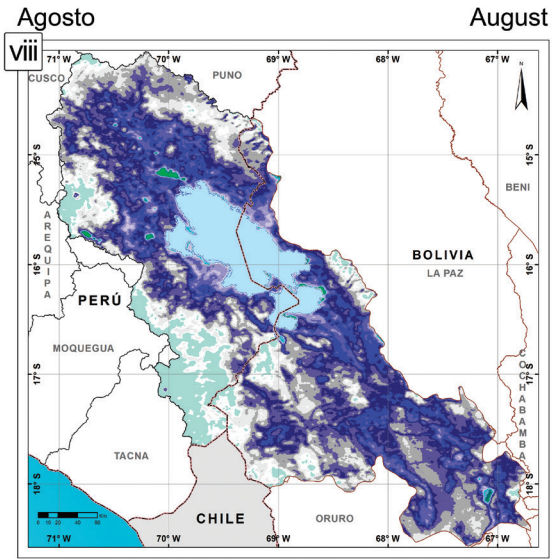 Agosto
August
viii
71°W
70°W
69°W
68°W
67°W
N
CUSCO
PUNO
15°S
15°S
BENI
AREQUIPA
BOLIVIA
LA PAZ
16°S
16°S
PERÚ
MOQUEGUA
COCHABAMBA
17°S
17°S
TACNA
18°S
18°S
CHILE
ORURO
71°W
70°W
69°W
68°W
67°W